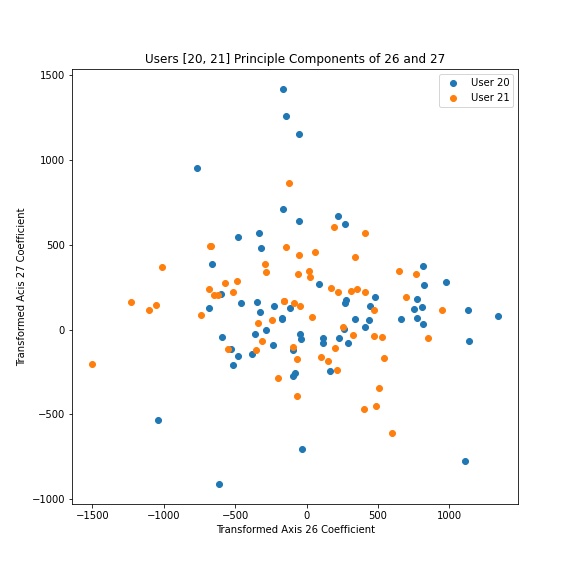 Users [20, 21] Principle Components of 26 and 27
User 20
User 21
1500
1000
500
0
−500
−1000
Transformed Acis 27 Coefficient
−1500
−1000
−500
0
500
1000
Transformed Axis 26 Coefficient